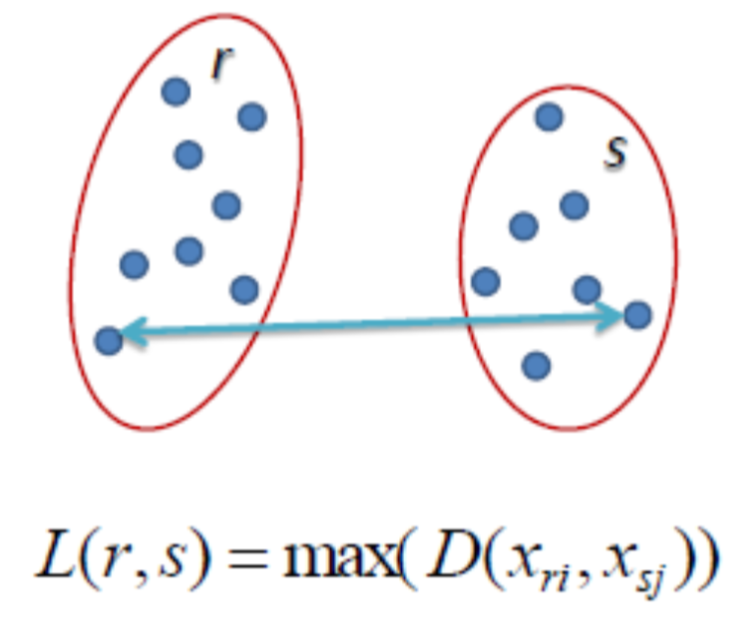 r
s
L(r,s) = max( D(x_ri, x_sj))